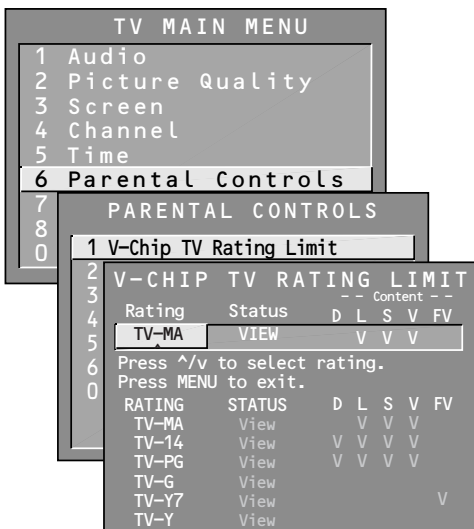 TV MAIN MENU
1 Audio
2 Picture Quality
3 Screen
4 Channel
5 Time
6 Parental Controls
7
8
0
PARENTAL CONTROLS
1 V-Chip TV Rating Limit
2
3
4
5
6
0
V-CHIP TV RATING LIMIT
-- Content --
Rating Status D L S V FV
TV-MA VIEW V V V
Press ^/v to select rating.
Press MENU to exit.
RATING STATUS D L S V FV
TV-MA View V V V
TV-14 View V V V V
TV-PG View V V V V
TV-G View
TV-Y7 View V
TV-Y View